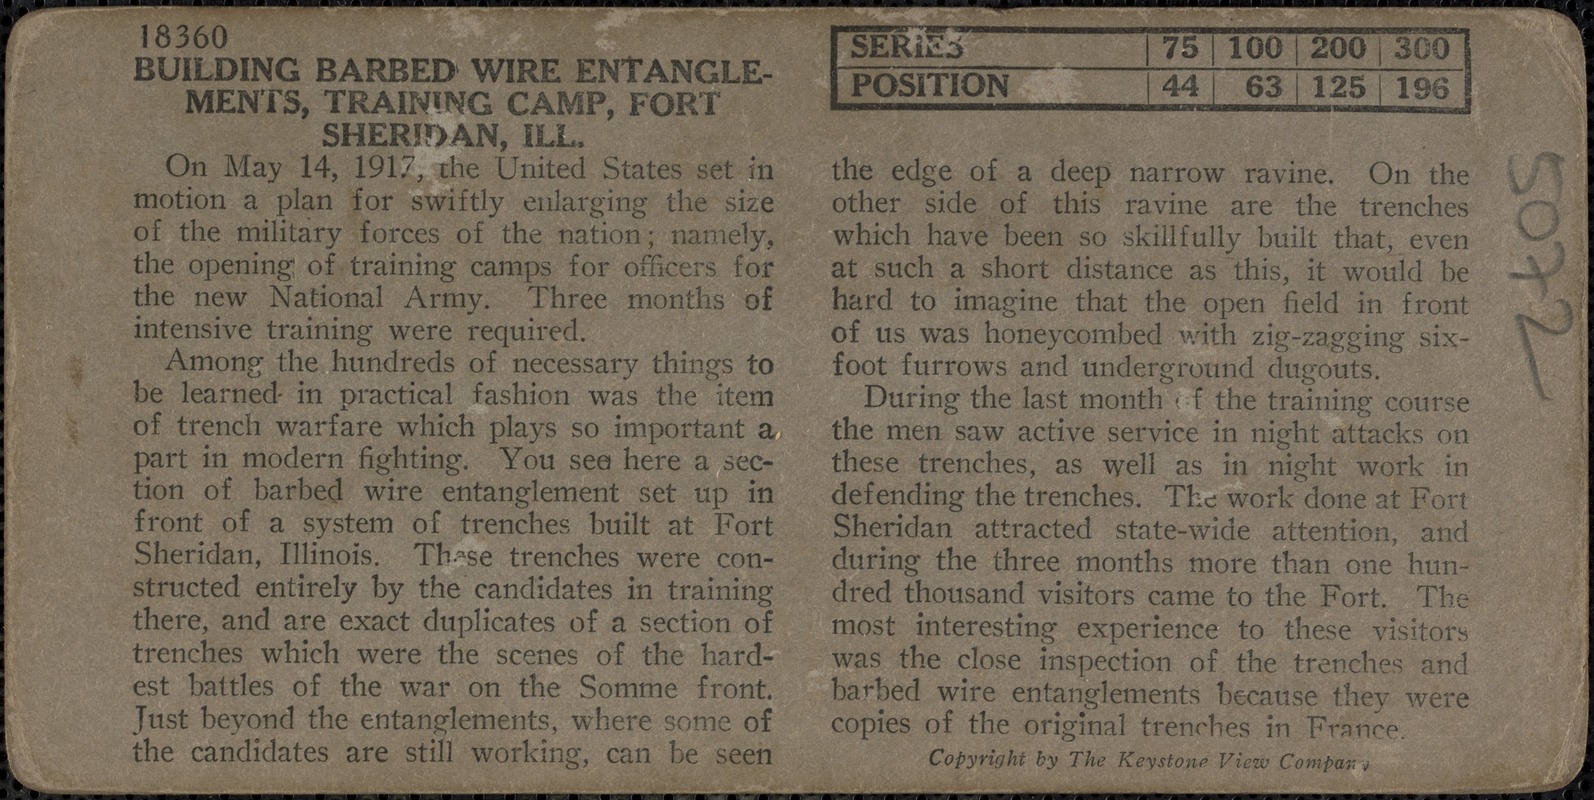 18360
BUILDING BARBED WIRE ENTANGLE-
MENTS, TRAINING CAMP, FORT
SHERIDAN, ILL.
On May 14, 1917, the United States set in
motion a plan for swiftly enlarging the size
of the military forces of the nation; namely,
the opening of training camps for officers for
the new National Army. Three months of
intensive training were required.
Among the hundreds of necessary things to
be learned in practical fashion was the item
of trench warfare which plays so important a
part in modern fighting. You see here a sec-
tion of barbed wire entanglement set up in
front of a system of trenches built at Fort
Sheridan, Illinois. These trenches were con-
structed entirely by the candidates in training
there, and are exact duplicates of a section of
trenches which were the scenes of the hard-
est battles of the war on the Somme front.
Just beyond the entanglements, where some of
the candidates are still working, can be seen
SERIES | 75 | 100 | 200 | 300
POSITION | 44 | 63 | 125 | 196
the edge of a deep narrow ravine. On the
other side of this ravine are the trenches
which have been so skillfully built that, even
at such a short distance as this, it would be
hard to imagine that the open field in front
of us was honeycombed with zig-zagging six-
foot furrows and underground dugouts.
During the last month of the training course
the men saw active service in night attacks on
these trenches, as well as in night work in
defending the trenches. The work done at Fort
Sheridan attracted state-wide attention, and
during the three months more than one hun-
dred thousand visitors came to the Fort. The
most interesting experience to these visitors
was the close inspection of the trenches and
barbed wire entanglements because they were
copies of the original trenches in France.
Copyright by The Keystone View Company